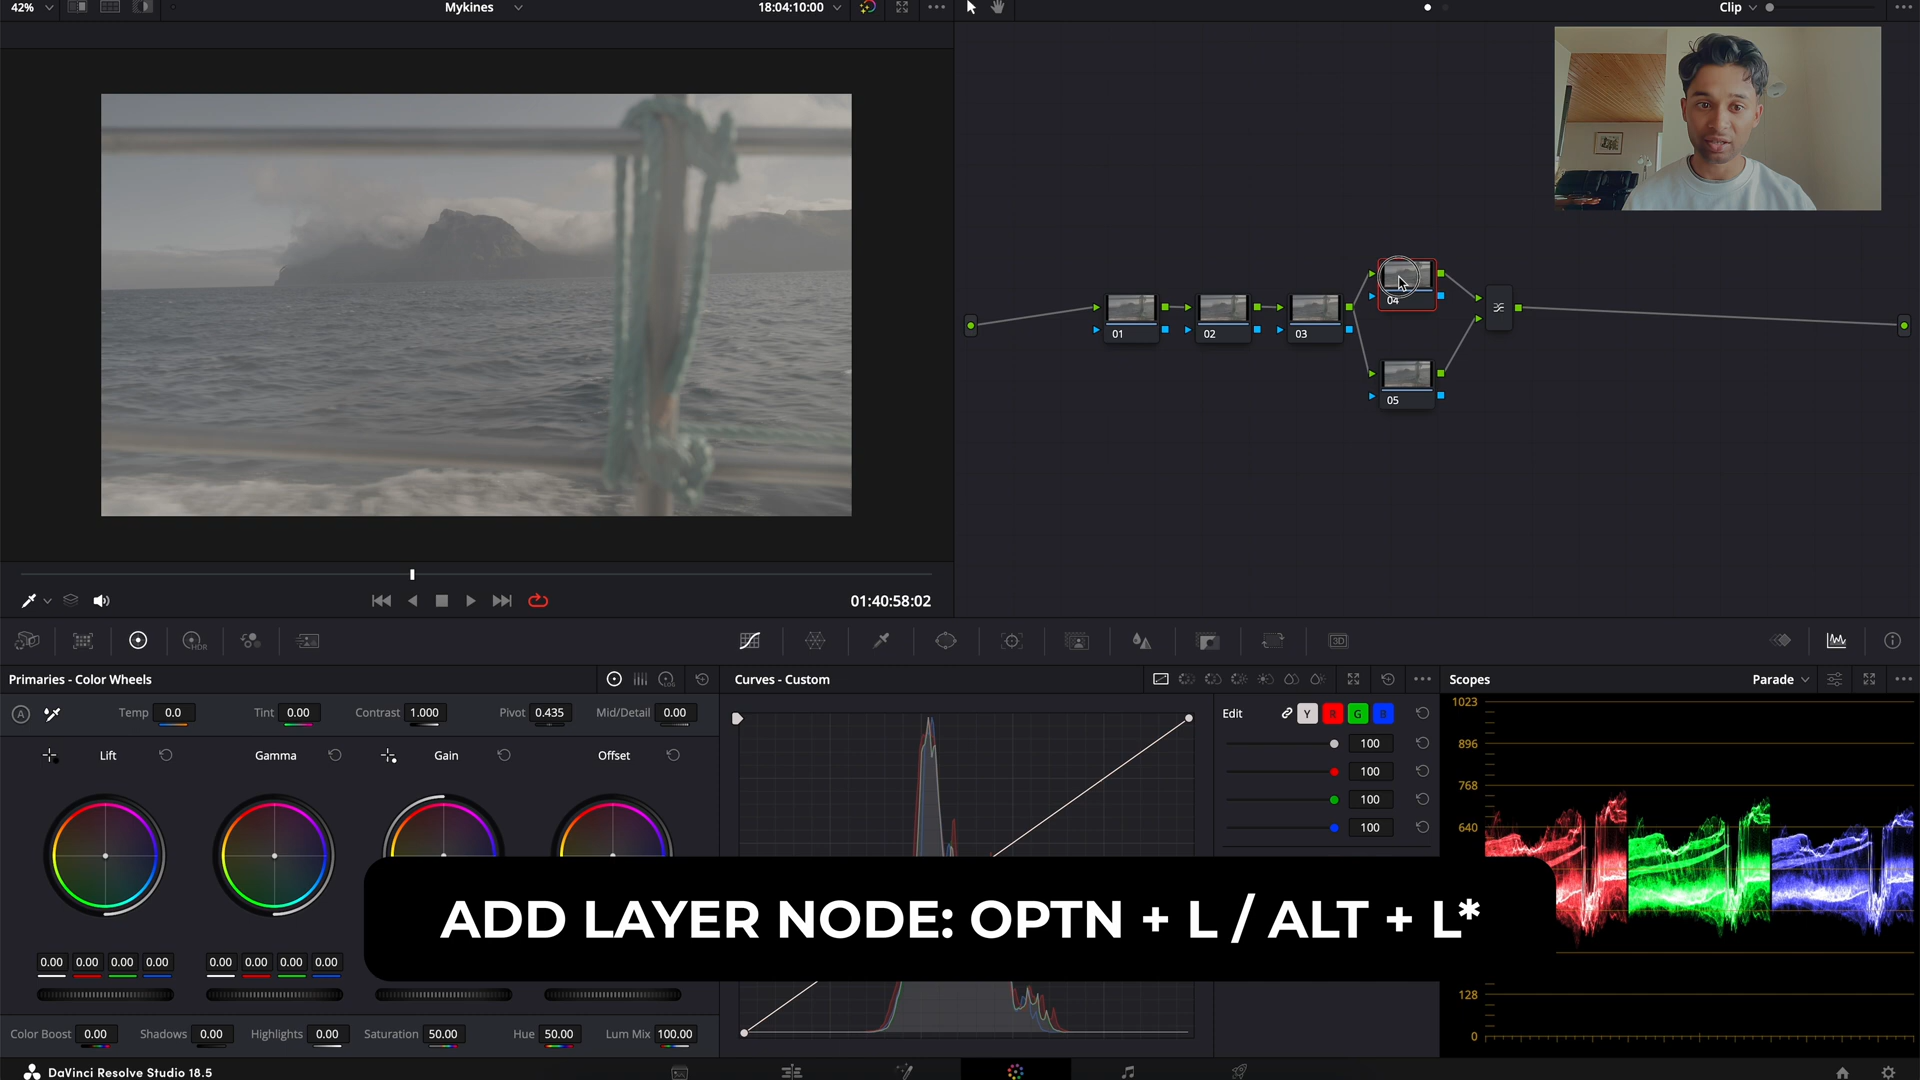 42%
Mykines
18:04:10:00
Clip
04
01
02
03
05
01:40:58:02
HDR
3D
Primaries - Color Wheels
Curves - Custom
Scopes
Parade
A
Temp 0.0
Tint 0.00
Contrast 1.000
Pivot 0.435
Mid/Detail 0.00
Edit
Y R G B
Lift
Gamma
Gain
Offset
100
100
100
100
1023
896
768
640
128
0
ADD LAYER NODE: OPTN + L / ALT + L*
0.00 0.00 0.00 0.00
0.00 0.00 0.00 0.00
Color Boost 0.00
Shadows 0.00
Highlights 0.00
Saturation 50.00
Hue 50.00
Lum Mix 100.00
DaVinci Resolve Studio 18.5